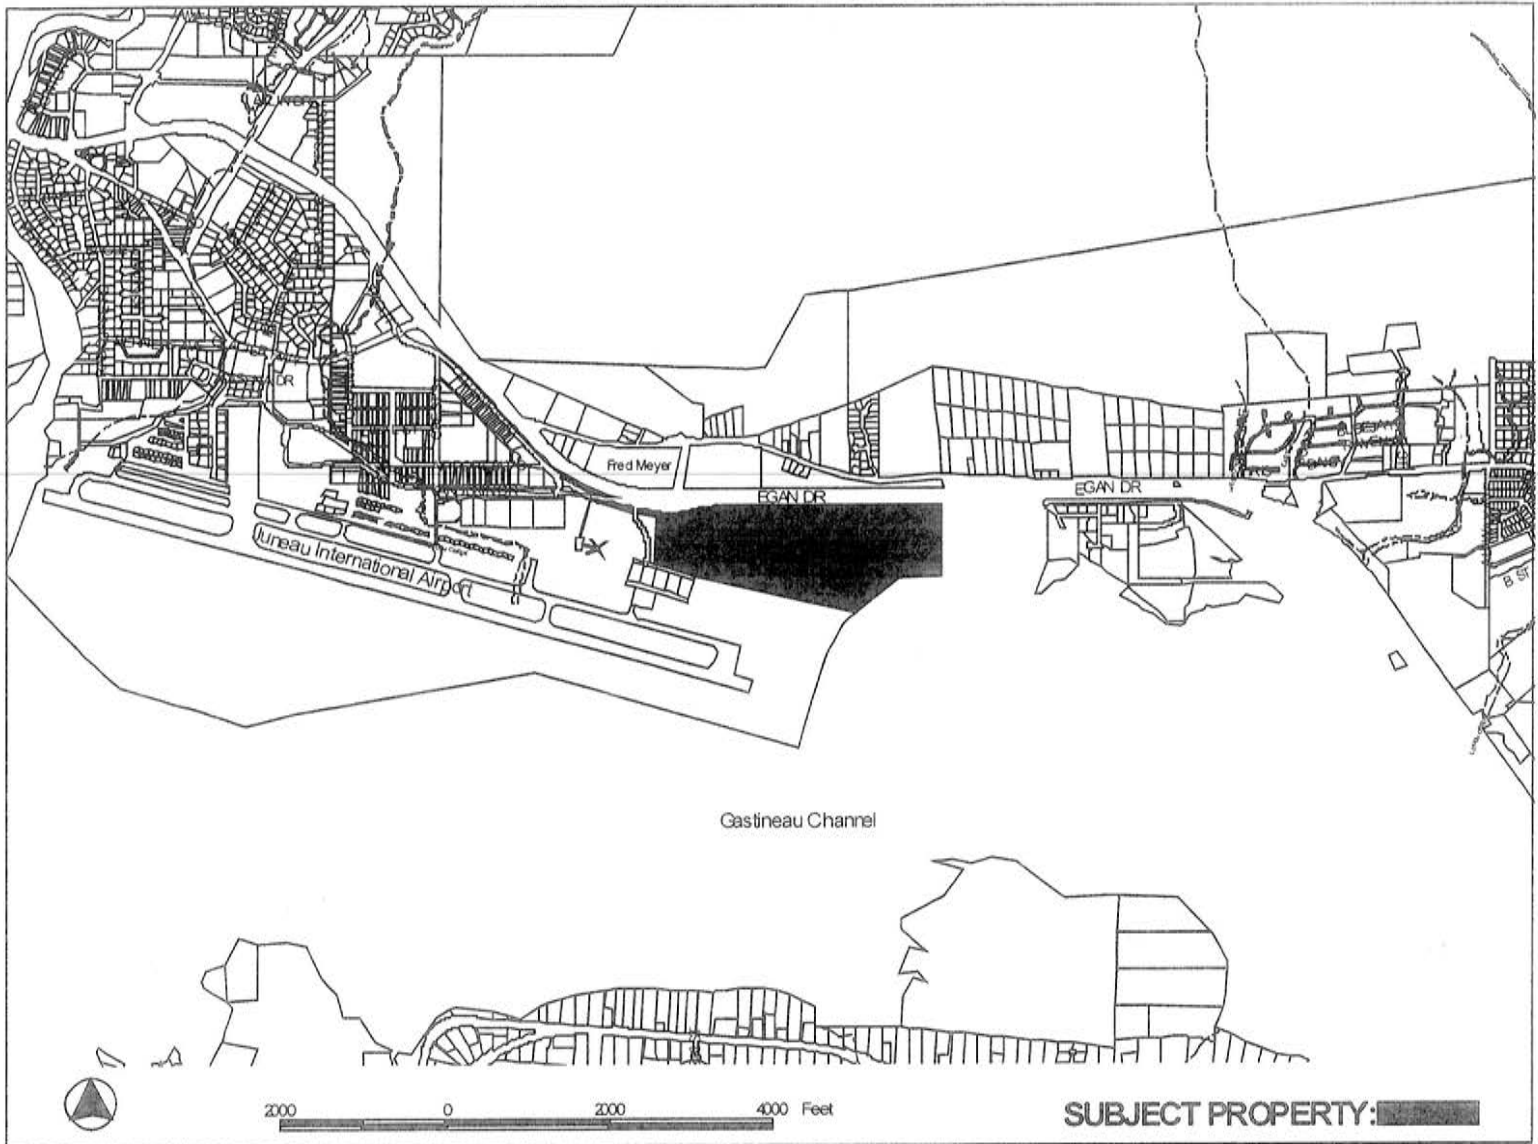 DR
Fred Meyer
EGAN DR
EGAN DR
Juneau International Airport
B ST
Gastineau Channel
2000 0 2000 4000 Feet
SUBJECT PROPERTY: